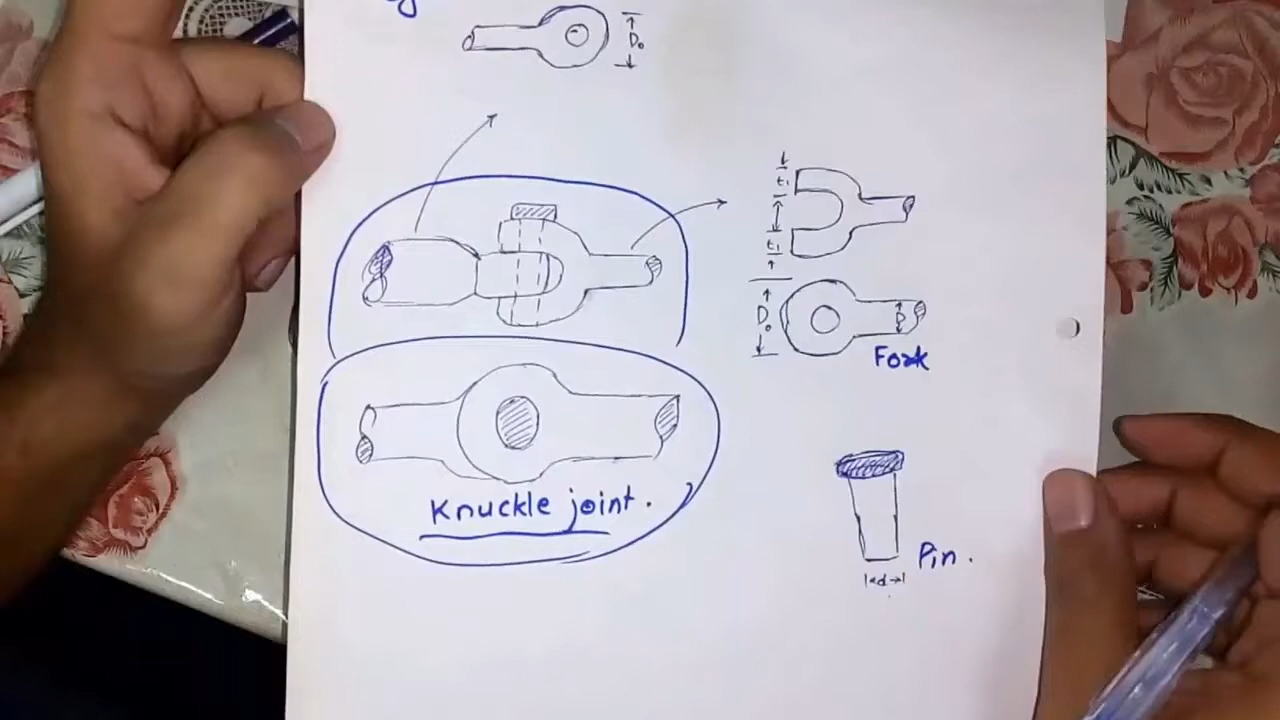 D₀
t₁
t₁
D₀
D
Fork
Knuckle joint.
Pin.
d